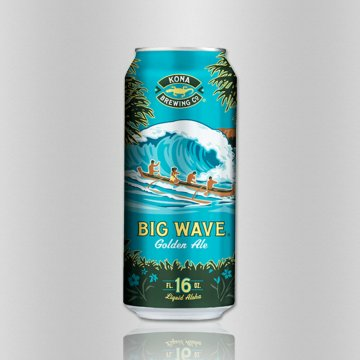 KONA
BREWING CO.
BIG WAVE
Golden Ale
FL. 16 OZ.
Liquid Aloha